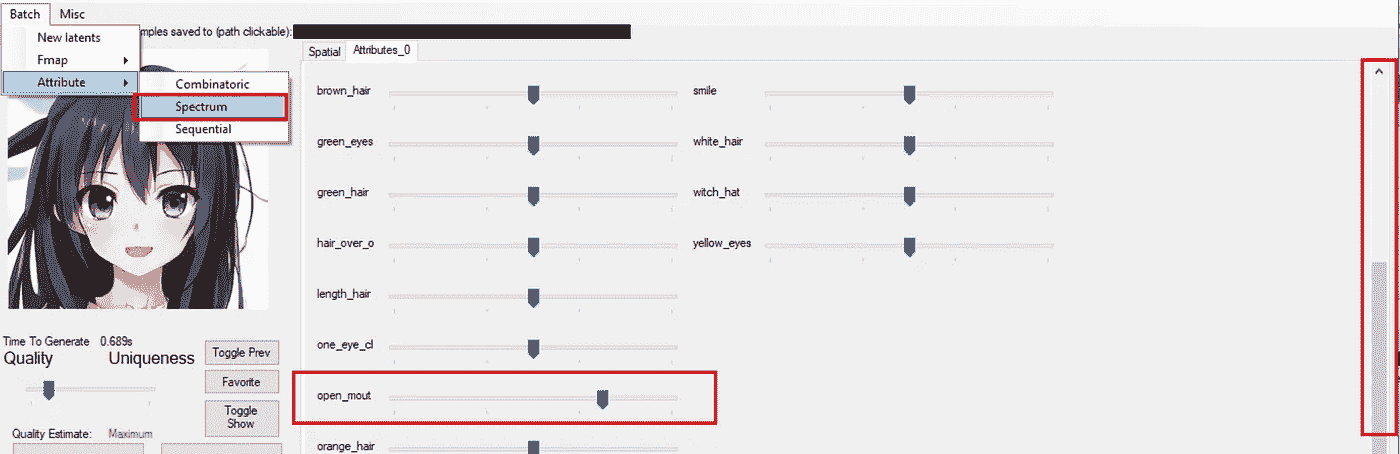 Batch Misc
New latents
mples saved to (path clickable):
Fmap
Attribute
Combinatoric
Spectrum
Sequential
Spatial Attributes_0
brown_hair smile
green_eyes white_hair
green_hair witch_hat
hair_over_o yellow_eyes
length_hair
one_eye_cl
open_mout
orange_hair
Time To Generate 0.689s
Quality Uniqueness
Toggle Prev
Favorite
Toggle
Show
Quality Estimate: Maximum